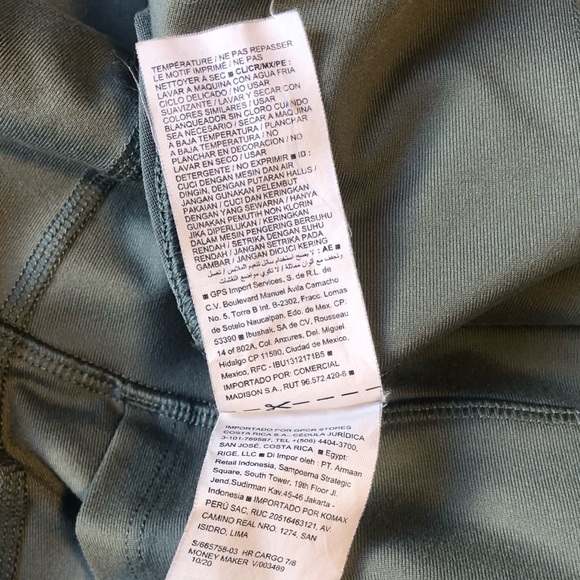 TEMPÉRATURE / NE PAS REPASSER
LE MOTIF IMPRIMÉ / NE PAS
NETTOYER À SEC ■ CL/CR/MX/PE :
LAVAR A MAQUINA CON AGUA FRIA
CICLO DELICADO / NO USAR
SUAVIZANTE / LAVAR Y SECAR CON
COLORES SIMILARES / USAR
BLANQUEADOR SIN CLORO CUANDO
SEA NECESARIO / SECAR A MAQUINA
A BAJA TEMPERATURA / PLANCHAR
A BAJA TEMPERATURA / NO
PLANCHAR EN DECORACION / NO
LAVAR EN SECO / USAR
DETERGENTE / NO EXPRIMIR ■ ID :
CUCI DENGAN MESIN DAN AIR
DINGIN, DENGAN PUTARAN HALUS /
JANGAN GUNAKAN PELEMBUT
PAKAIAN / CUCI DAN KERINGKAN
DENGAN YANG SEWARNA / HANYA
GUNAKAN PEMUTIH NON KLORIN
JIKA DIPERLUKAN / KERINGKAN
DALAM MESIN PENGERING BERSUHU
RENDAH / SETRIKA DENGAN SUHU
RENDAH / JANGAN SETRIKA PADA
GAMBAR / JANGAN DICUCI KERING
■ AE :
■ GPS Import Services, S. de R.L. de
C.V. Boulevard Manuel Ávila Camacho
No. 5, Torre B Int. B-2302, Fracc. Lomas
de Sotelo Naucalpan, Edo. de Mex. CP.
53390 ■ Ibushak, SA de CV, Rousseau
14 of 802A, Col. Anzures, Del. Miguel
Hidalgo CP 11590, Ciudad de Mexico,
Mexico, RFC - IBU1312171B5 ■
IMPORTADO POR: COMERCIAL
MADISON S.A., RUT 96.572.420-6 ■
IMPORTADO POR GPCR STORES
COSTA RICA S.A., CÉDULA JURÍDICA
3-101-769587, TEL +(506) 4404-3700,
SAN JOSÉ, COSTA RICA ■ Egypt:
RIGE, LLC ■ Di Impor oleh : PT. Armaan
Retail Indonesia, Sampoerna Strategic
Square, South Tower, 19th Floor Jl.
Jend.Sudirman Kav.45-46 Jakarta -
Indonesia ■ IMPORTADO POR KOMAX
PERÚ SAC, RUC 20516463121, AV.
CAMINO REAL NRO. 1274, SAN
ISIDRO, LIMA
S/665758-03 HR CARGO 7/8
MONEY MAKER V/003469
10/20